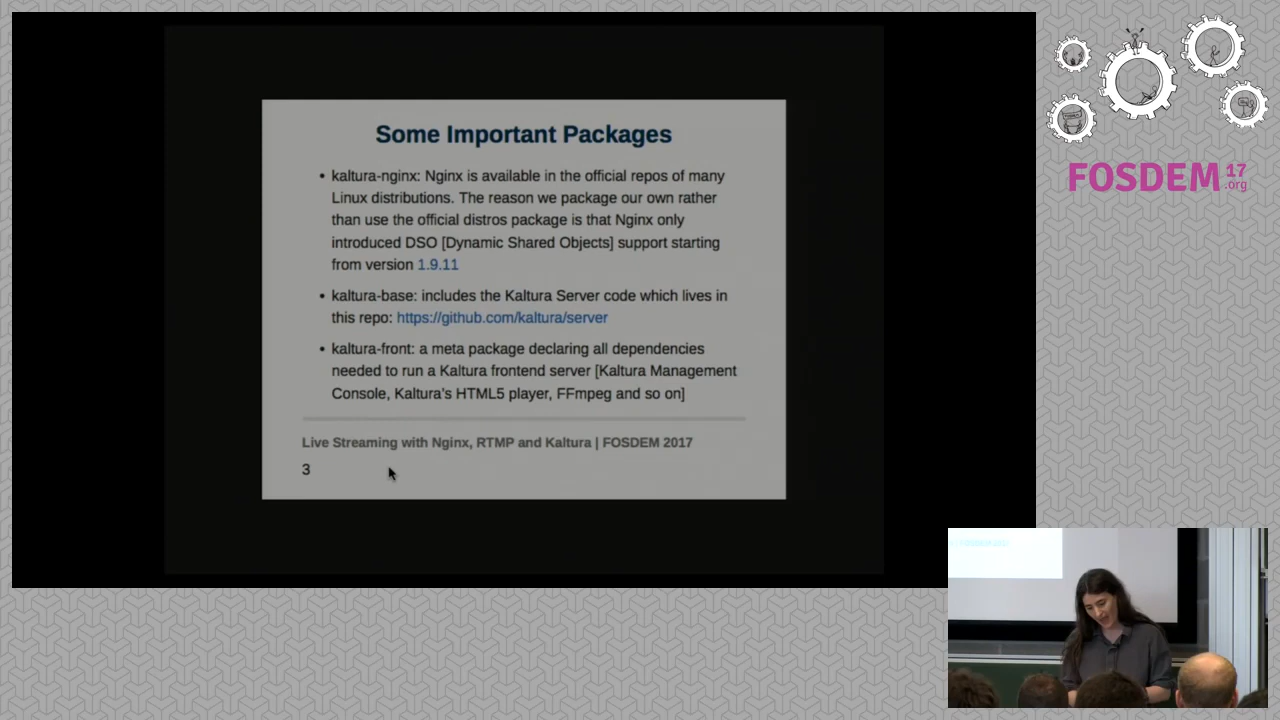 Some Important Packages
• kaltura-nginx: Nginx is available in the official repos of many
Linux distributions. The reason we package our own rather
than use the official distros package is that Nginx only
introduced DSO [Dynamic Shared Objects] support starting
from version 1.9.11
• kaltura-base: includes the Kaltura Server code which lives in
this repo: https://github.com/kaltura/server
• kaltura-front: a meta package declaring all dependencies
needed to run a Kaltura frontend server [Kaltura Management
Console, Kaltura's HTML5 player, FFmpeg and so on]
Live Streaming with Nginx, RTMP and Kaltura | FOSDEM 2017
3
FOSDEM 17
.org